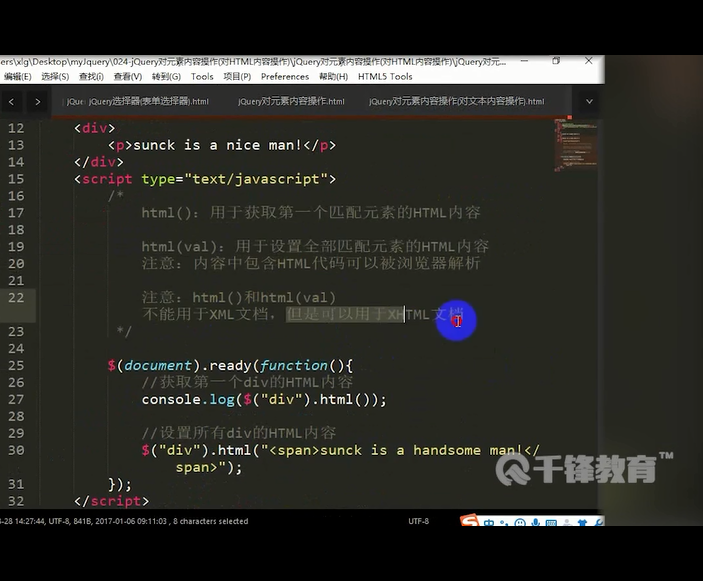 ers\xlg\Desktop\myJquery\024-jQuery对元素内容操作(对HTML内容操作)\jQuery对元素内容操作(对HTML内容操作)\jQuery对元...
编辑(E) 选择(S) 查找(i) 查看(V) 转到(G) Tools 项目(P) Preferences 帮助(H) HTML5 Tools
jQue jQuery选择器(表单选择器).html jQuery对元素内容操作.html jQuery对元素内容操作(对文本内容操作).html
12 <div>
13 <p>sunck is a nice man!</p>
14 </div>
15 <script type="text/javascript">
16 /*
17 html(): 用于获取第一个匹配元素的HTML内容
18
19 html(val): 用于设置全部匹配元素的HTML内容
20 注意: 内容中包含HTML代码可以被浏览器解析
21
22 注意: html()和html(val)
不能用于XML文档, 但是可以用于XHTML文档
23 */
24
25 $(document).ready(function(){
26 //获取第一个div的HTML内容
27 console.log($("div").html());
28
29 //设置所有div的HTML内容
30 $("div").html("<span>sunck is a handsome man!</
span>");
31 });
32 </script>
千锋教育™
-28 14:27:44, UTF-8, 841B, 2017-01-06 09:11:03 , 8 characters selected UTF-8
中